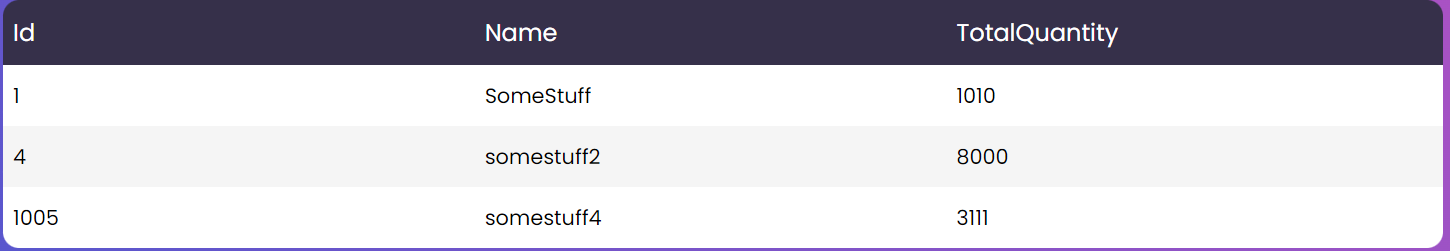 Id Name TotalQuantity
1 SomeStuff 1010
4 somestuff2 8000
1005 somestuff4 3111